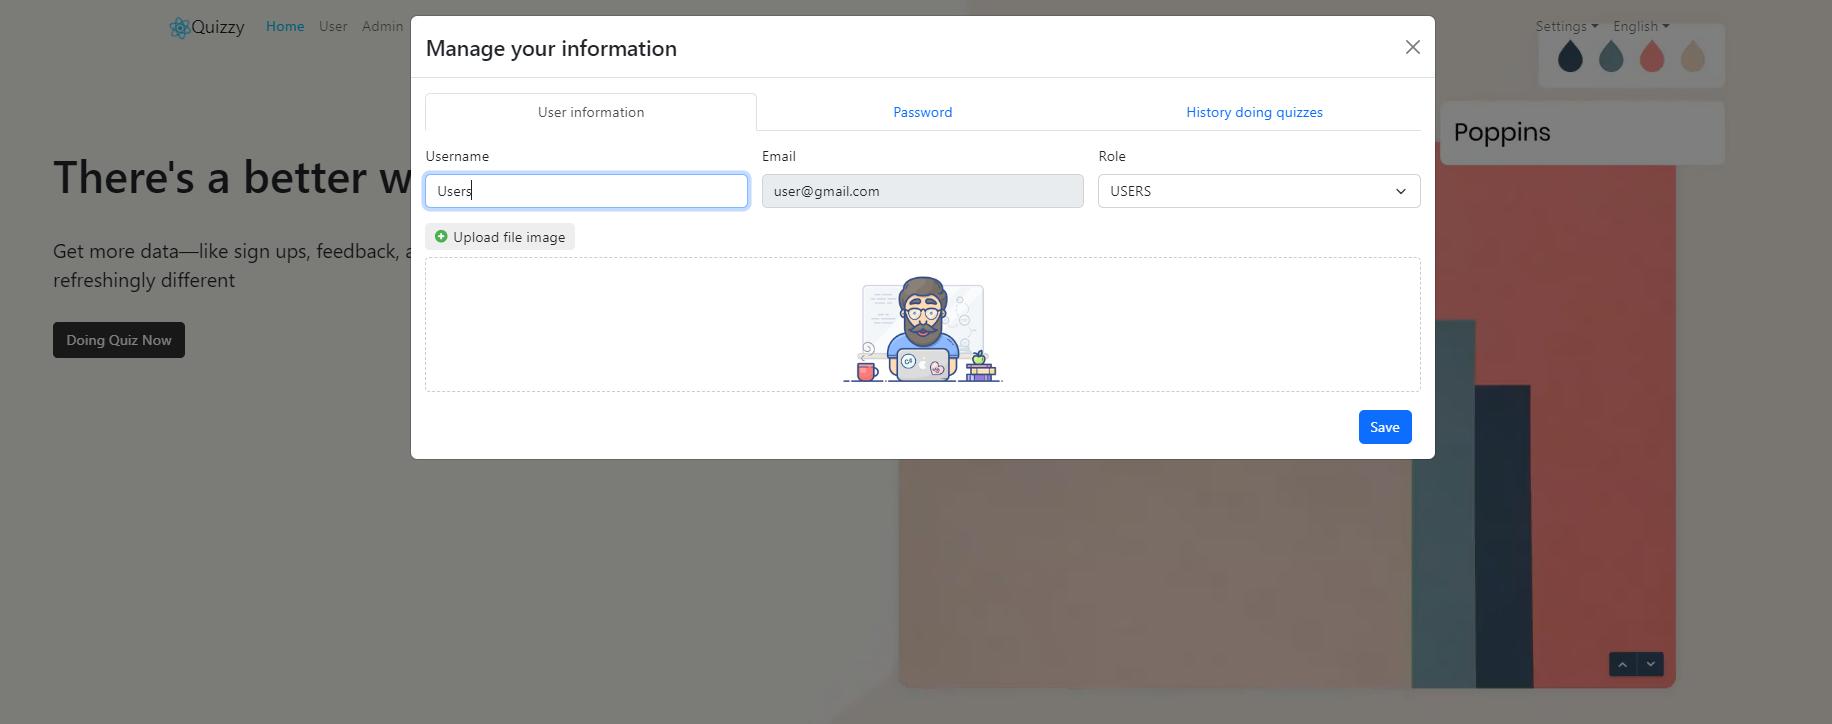 Quizzy Home User Admin
Settings English
Manage your information
User information Password History doing quizzes
Username Email Role
Users user@gmail.com USERS
Upload file image
Save
There's a better w
Get more data—like sign ups, feedback, a
refreshingly different
Doing Quiz Now
Poppins